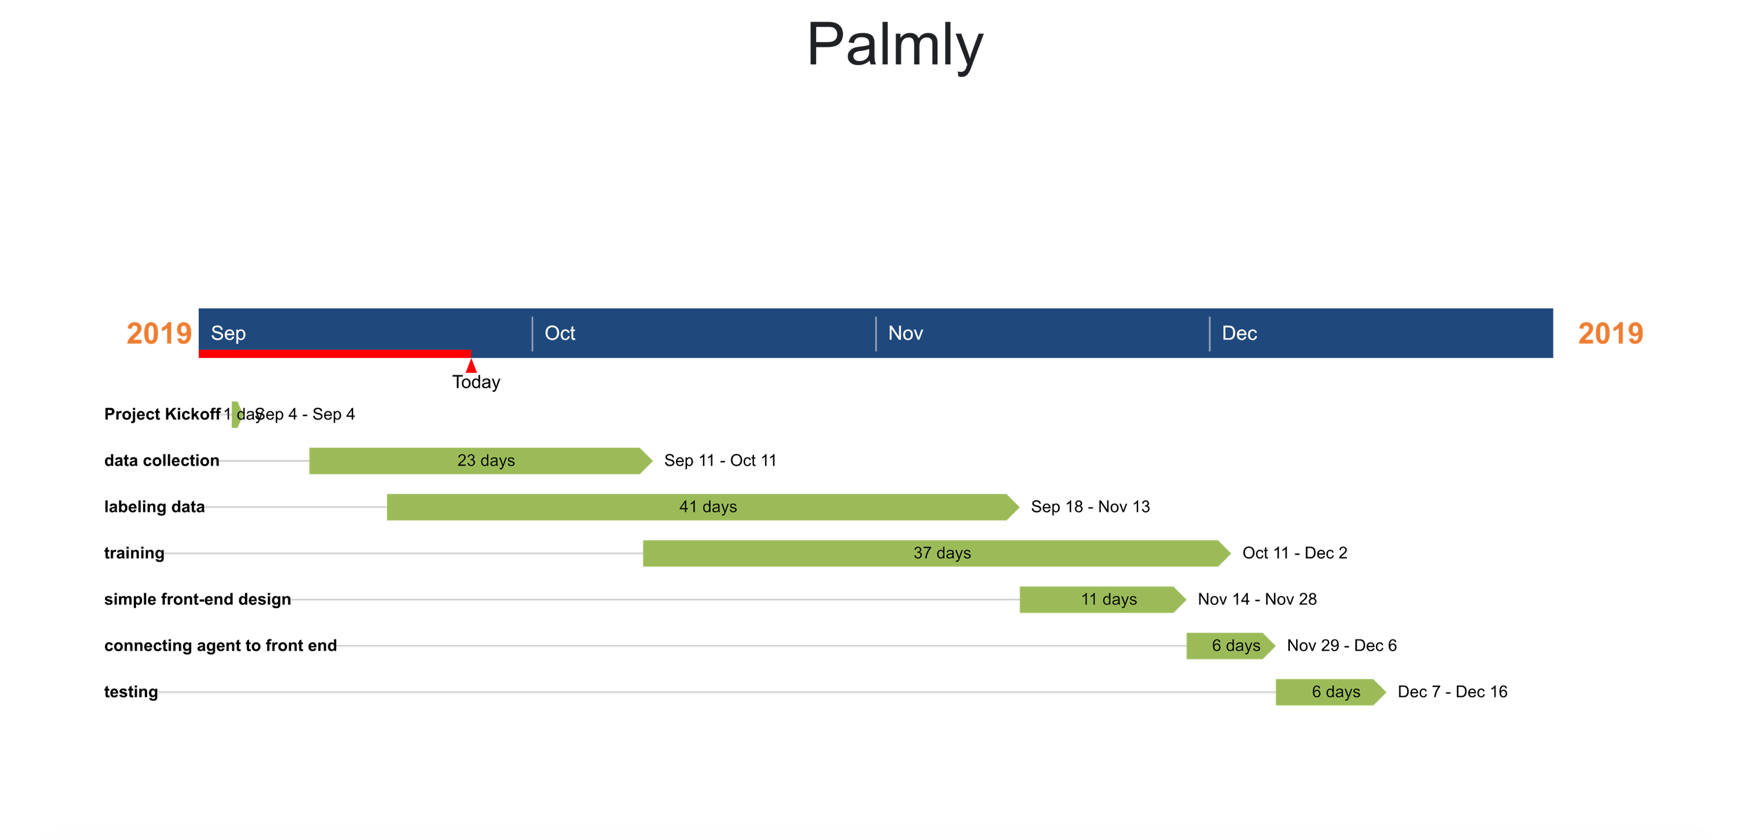 Palmly
2019 Sep Oct Nov Dec 2019
Today
Project Kickoff 1 day Sep 4 - Sep 4
data collection 23 days Sep 11 - Oct 11
labeling data 41 days Sep 18 - Nov 13
training 37 days Oct 11 - Dec 2
simple front-end design 11 days Nov 14 - Nov 28
connecting agent to front end 6 days Nov 29 - Dec 6
testing 6 days Dec 7 - Dec 16